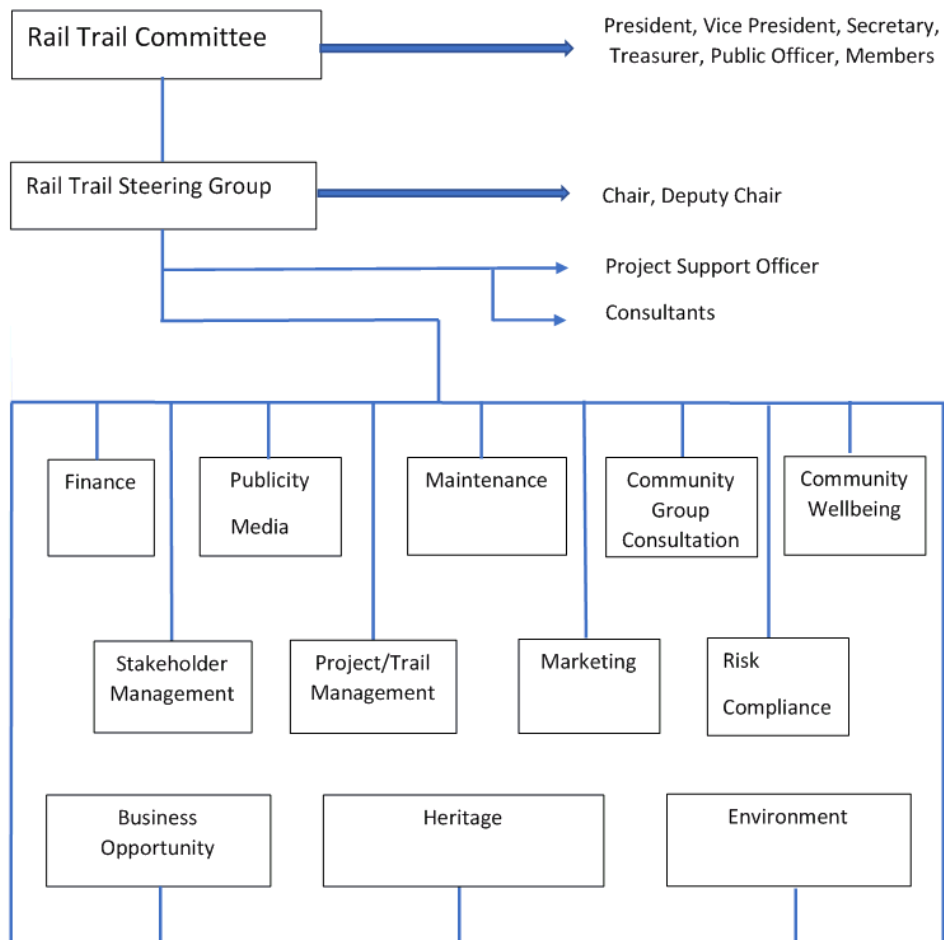 Rail Trail Committee
President, Vice President, Secretary,
Treasurer, Public Officer, Members
Rail Trail Steering Group
Chair, Deputy Chair
Project Support Officer
Consultants
Finance
Publicity
Media
Maintenance
Community
Group
Consultation
Community
Wellbeing
Stakeholder
Management
Project/Trail
Management
Marketing
Risk
Compliance
Business
Opportunity
Heritage
Environment